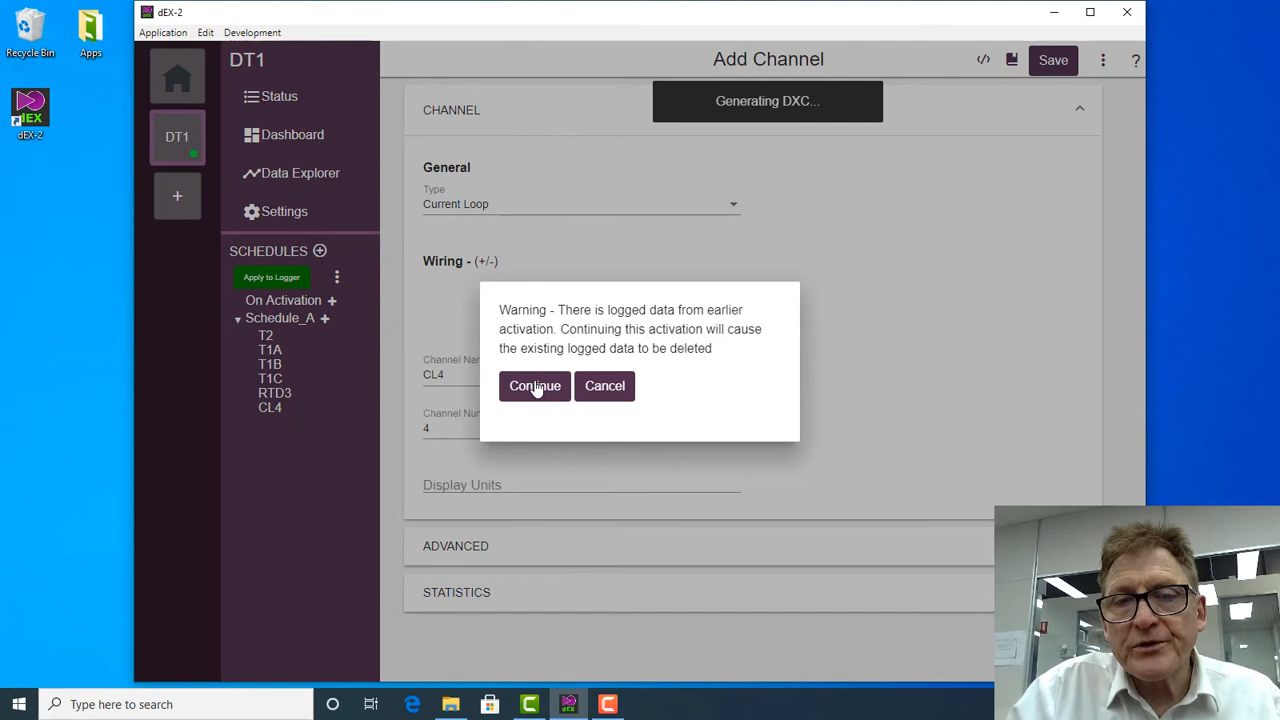 dEX-2
Application Edit Development
Recycle Bin
Apps
dEX
dEX-2
DT1
+
DT1
Status
Dashboard
Data Explorer
Settings
SCHEDULES
Apply to Logger
On Activation +
Schedule_A +
T2
T1A
T1B
T1C
RTD3
CL4
Add Channel
Save
?
Generating DXC...
CHANNEL
General
Type
Current Loop
Wiring - (+/-)
Warning - There is logged data from earlier
activation. Continuing this activation will cause
the existing logged data to be deleted
Continue Cancel
CL4
4
Display Units
ADVANCED
STATISTICS
Type here to search
dEX